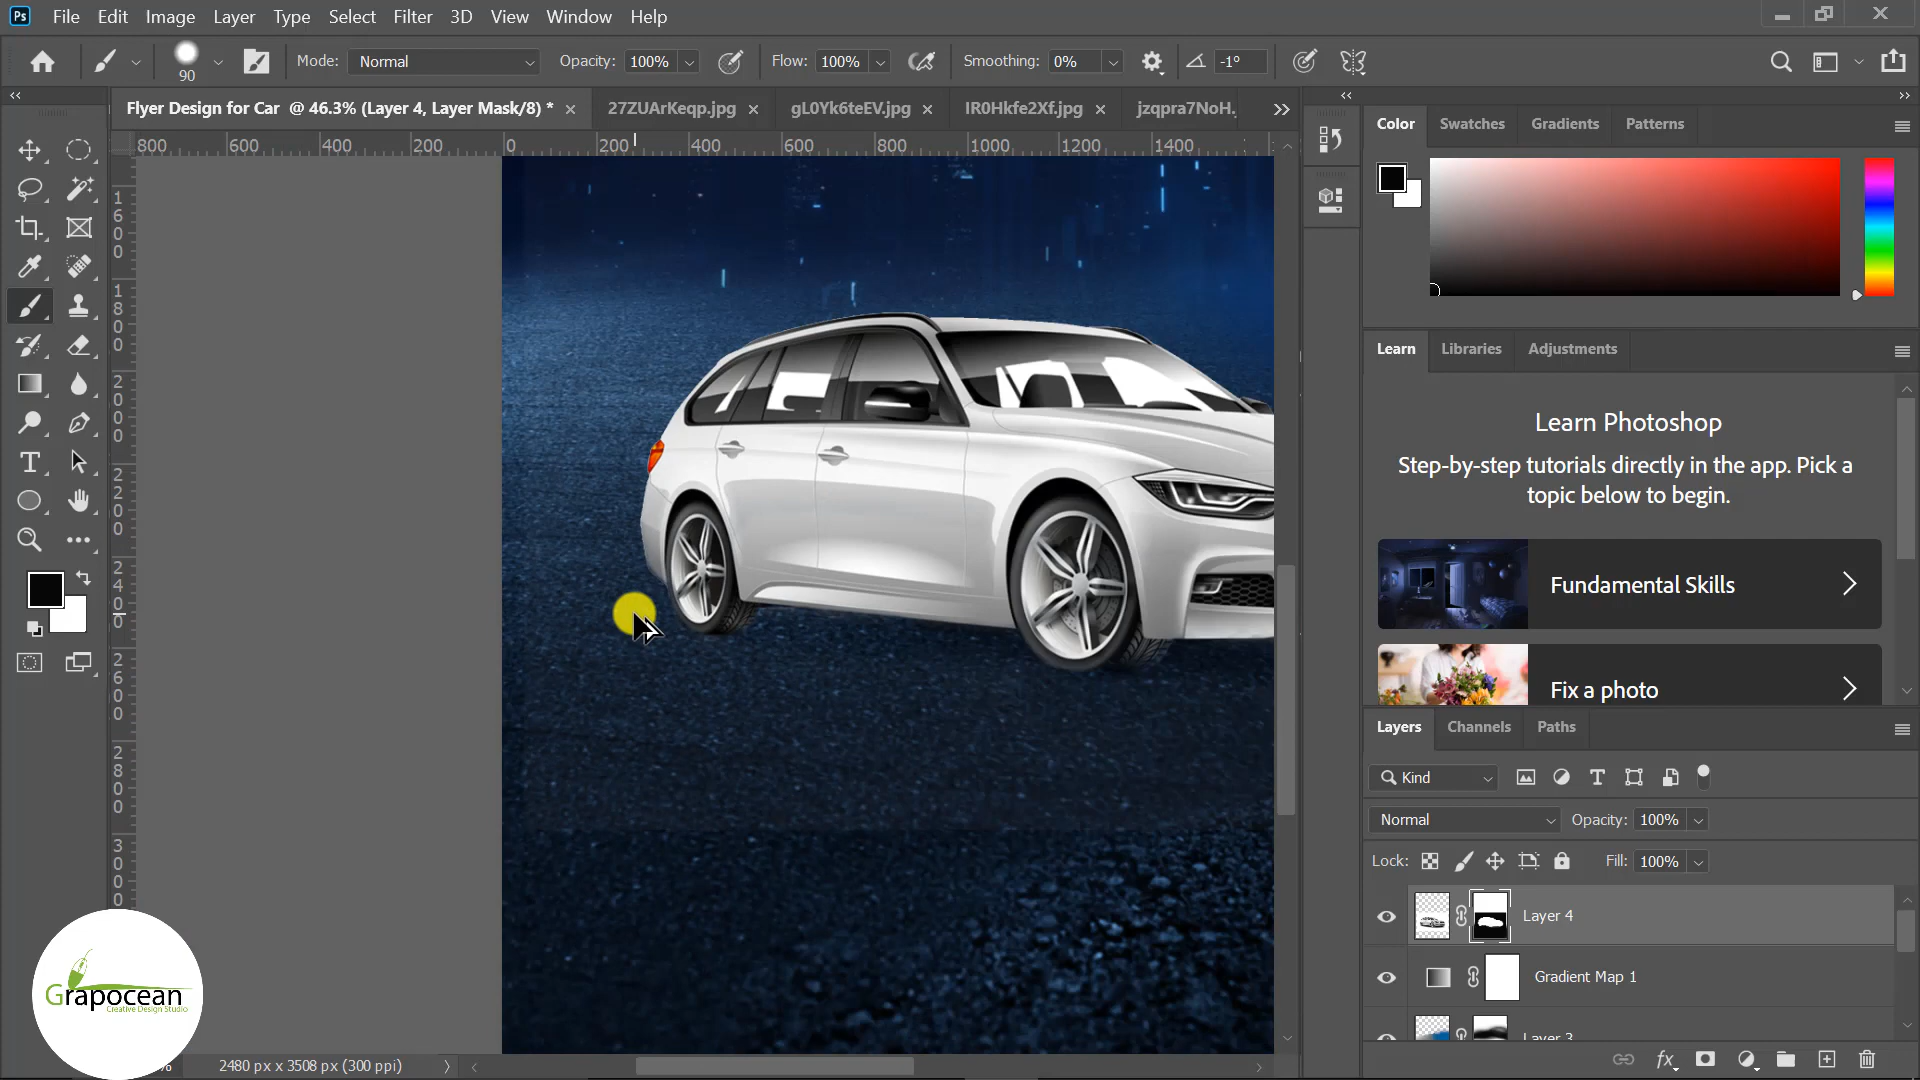 Ps File Edit Image Layer Type Select Filter 3D View Window Help
90 Mode: Normal Opacity: 100% Flow: 100% Smoothing: 0% -1°
Flyer Design for Car @ 46.3% (Layer 4, Layer Mask/8) * 27ZUArKeqp.jpg gL0Yk6teEV.jpg IR0Hkfe2Xf.jpg jzqpra7NoH.
800 600 400 200 0 200 400 600 800 1000 1200 1400
1600
1800
2000
2200
2400
2600
2800
3000
Color Swatches Gradients Patterns
Learn Libraries Adjustments
Learn Photoshop
Step-by-step tutorials directly in the app. Pick a
topic below to begin.
Fundamental Skills
Fix a photo
Layers Channels Paths
Kind
Normal Opacity: 100%
Lock: Fill: 100%
Layer 4
Gradient Map 1
Layer 3
Grapocean
Creative Design Studio
% 2480 px x 3508 px (300 ppi)
fx